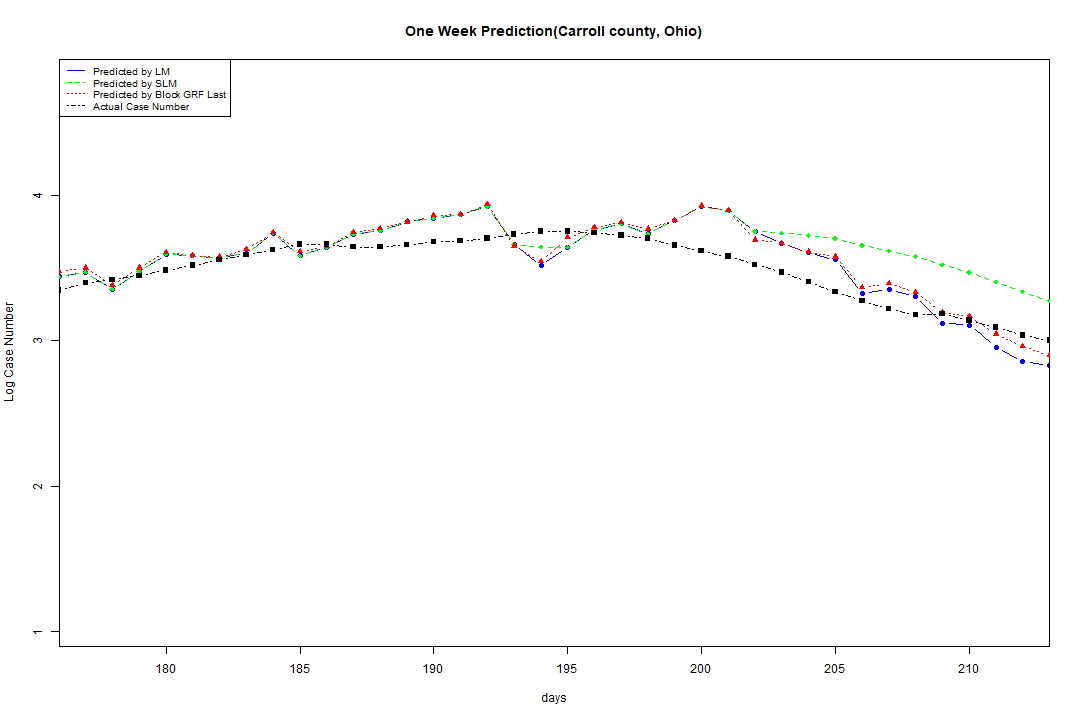 One Week Prediction(Carroll county, Ohio)
Predicted by LM
Predicted by SLM
Predicted by Block GRF Last
Actual Case Number
Log Case Number
4
3
2
1
180 185 190 195 200 205 210
days